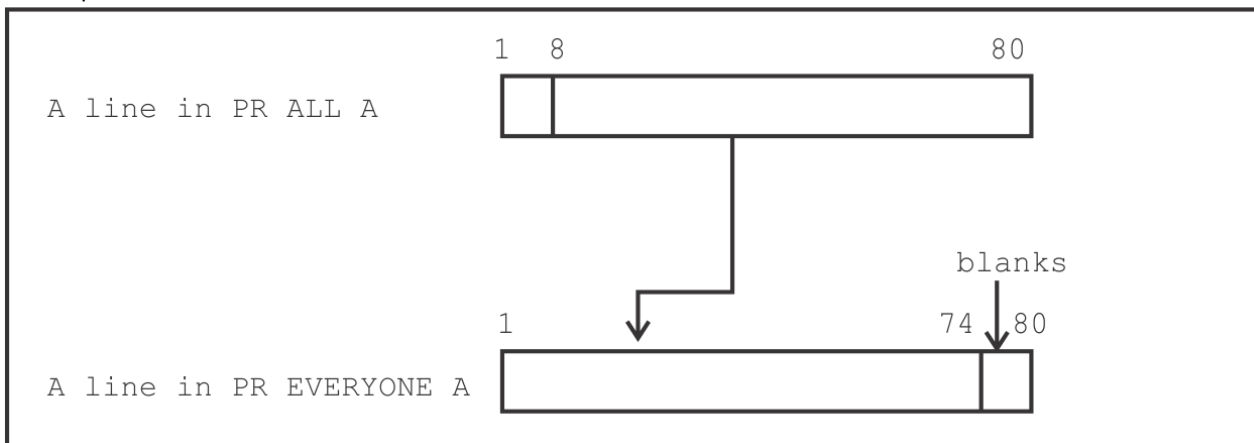 1 8 80
A line in PR ALL A
blanks
1 74 80
A line in PR EVERYONE A